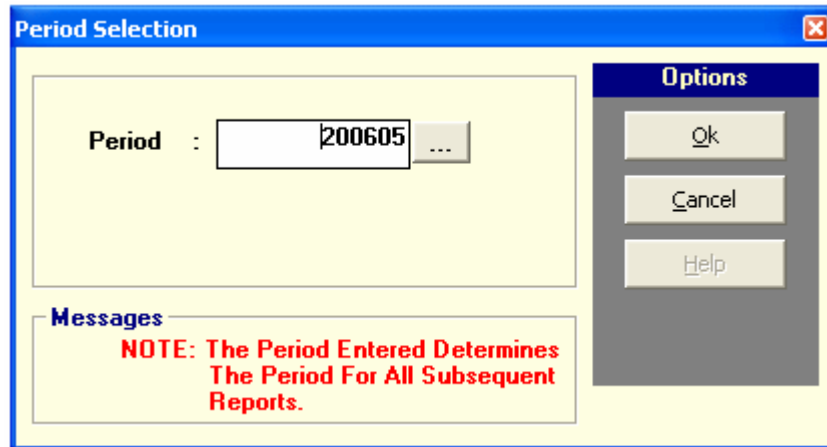 Period Selection
Period : 200605 ...
Messages
NOTE: The Period Entered Determines
The Period For All Subsequent
Reports.
Options
Ok
Cancel
Help